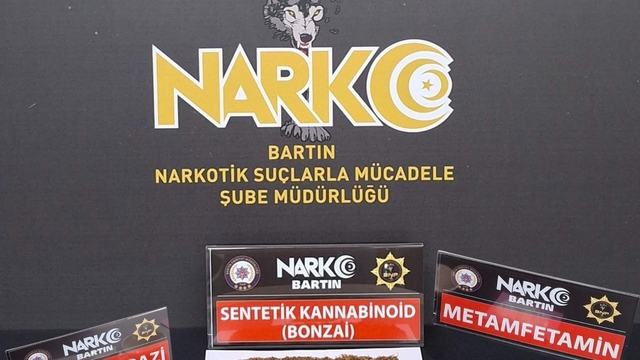 NARKO
BARTIN
NARKOTİK SUÇLARLA MÜCADELE
ŞUBE MÜDÜRLÜĞÜ
NARKO
BARTIN
SENTETİK KANNABİNOİD
(BONZAİ)
NARKO
BARTIN
METAMFETAMİN
NARKO
BARTIN